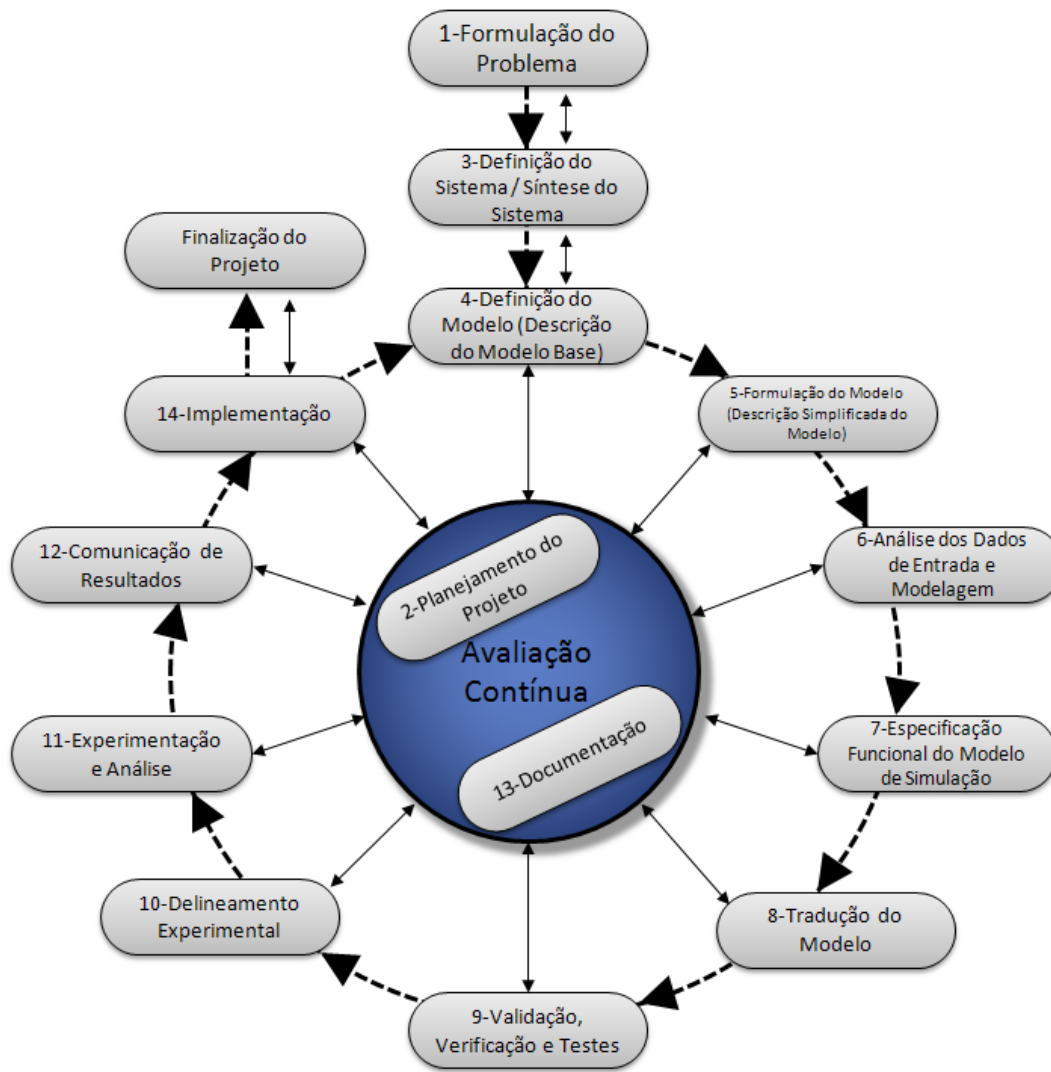 1-Formulação do
Problema
3-Definição do
Sistema / Síntese do
Sistema
Finalização do
Projeto
4-Definição do
Modelo (Descrição
do Modelo Base)
14-Implementação
5-Formulação do Modelo
(Descrição Simplificada do
Modelo)
12-Comunicação de
Resultados
2-Planejamento do
Projeto
6-Análise dos Dados
de Entrada e
Modelagem
Avaliação
Contínua
11-Experimentação
e Análise
13-Documentação
7-Especificação
Funcional do Modelo
de Simulação
10-Delineamento
Experimental
8-Tradução do
Modelo
9-Validação,
Verificação e Testes